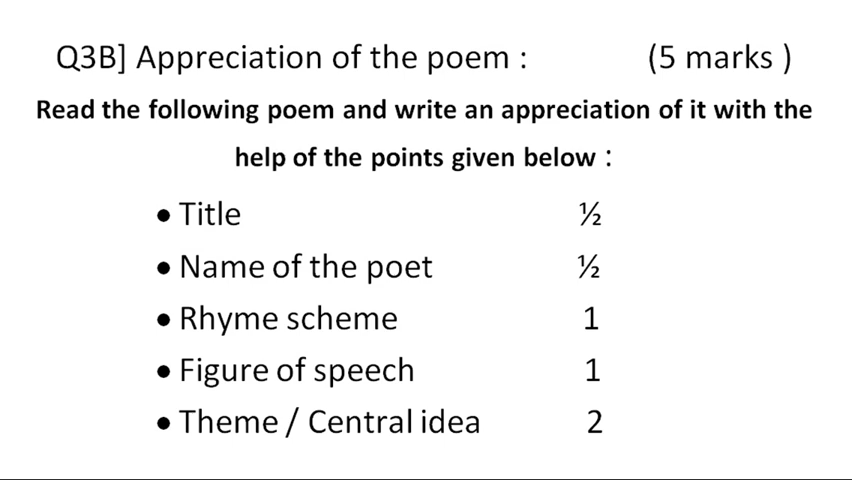 Q3B] Appreciation of the poem : (5 marks )
Read the following poem and write an appreciation of it with the
help of the points given below :
• Title ½
• Name of the poet ½
• Rhyme scheme 1
• Figure of speech 1
• Theme / Central idea 2